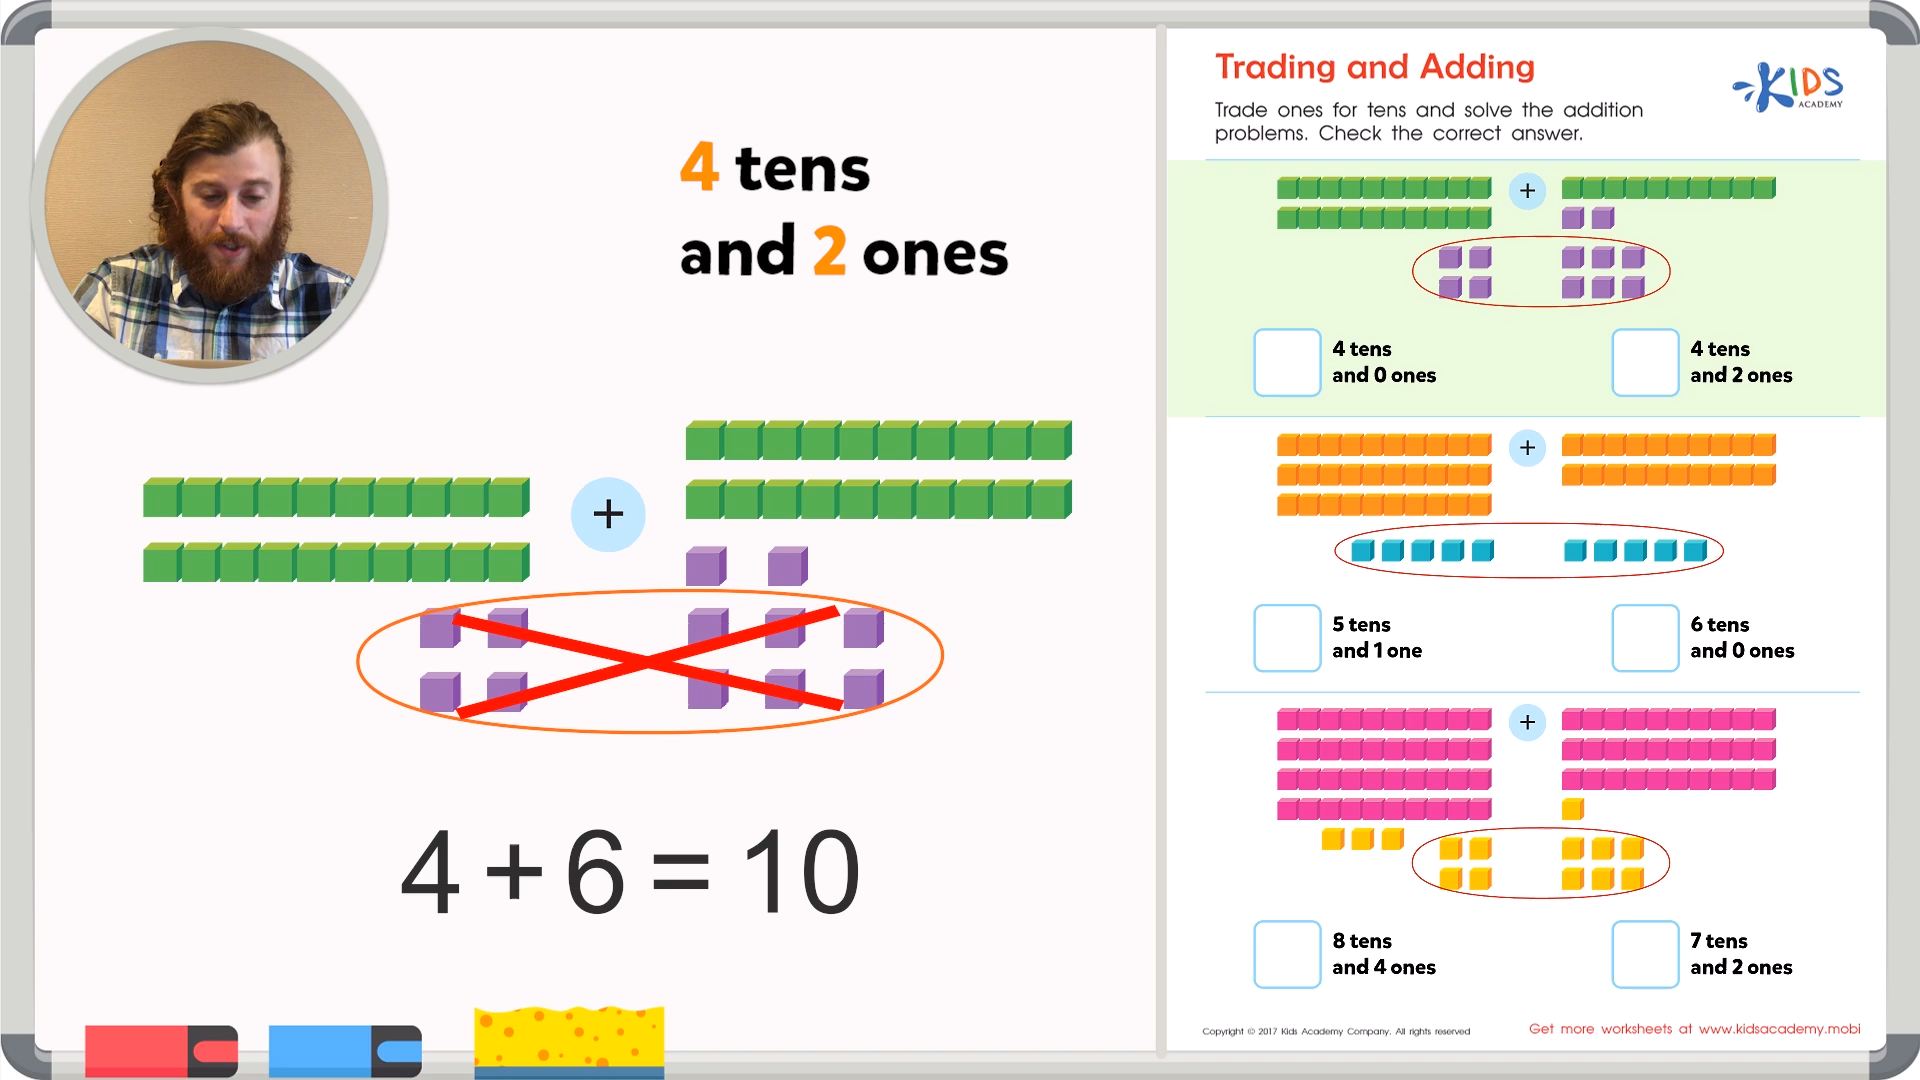 4 tens
and 2 ones
+
4 + 6 = 10
Trading and Adding
Trade ones for tens and solve the addition
problems. Check the correct answer.
KIDS
ACADEMY
+
4 tens
and 0 ones
4 tens
and 2 ones
+
5 tens
and 1 one
6 tens
and 0 ones
+
8 tens
and 4 ones
7 tens
and 2 ones
Copyright © 2017 Kids Academy Company. All rights reserved
Get more worksheets at www.kidsacademy.mobi